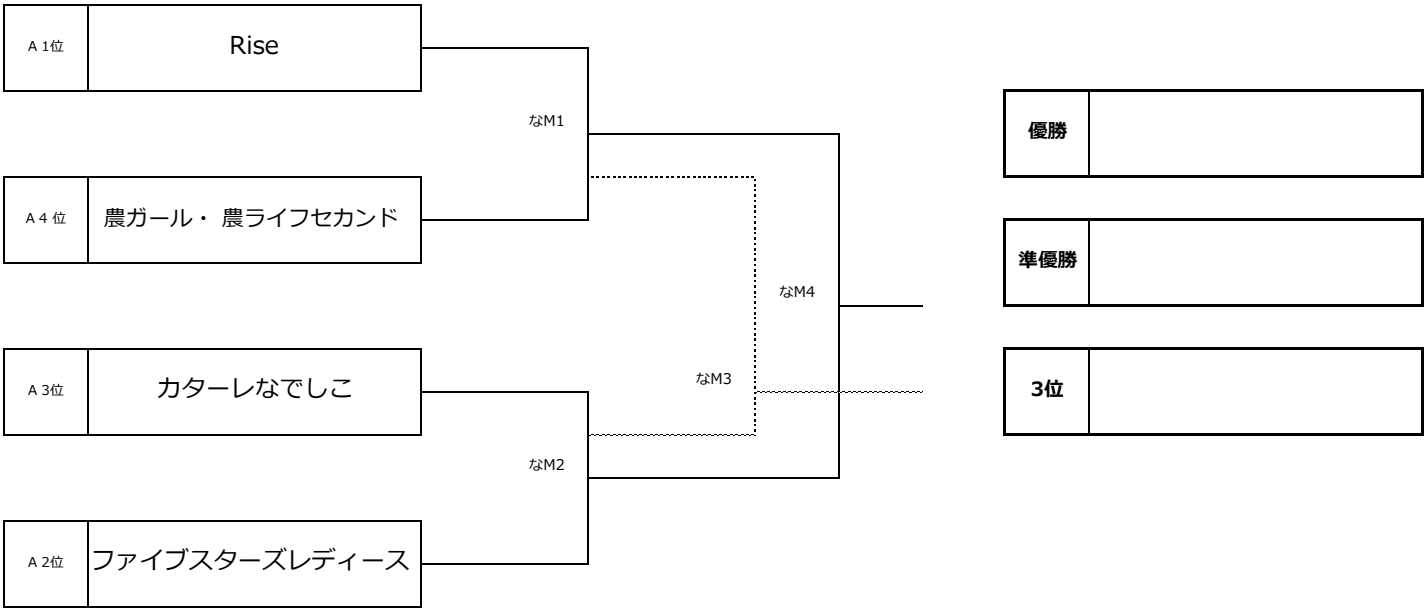 A 1位
Rise
なM1
優勝
A 4 位
農ガール・ 農ライフセカンド
準優勝
なM4
A 3位
カターレなでしこ
なM3
3位
なM2
A 2位
ファイブスターズレディース